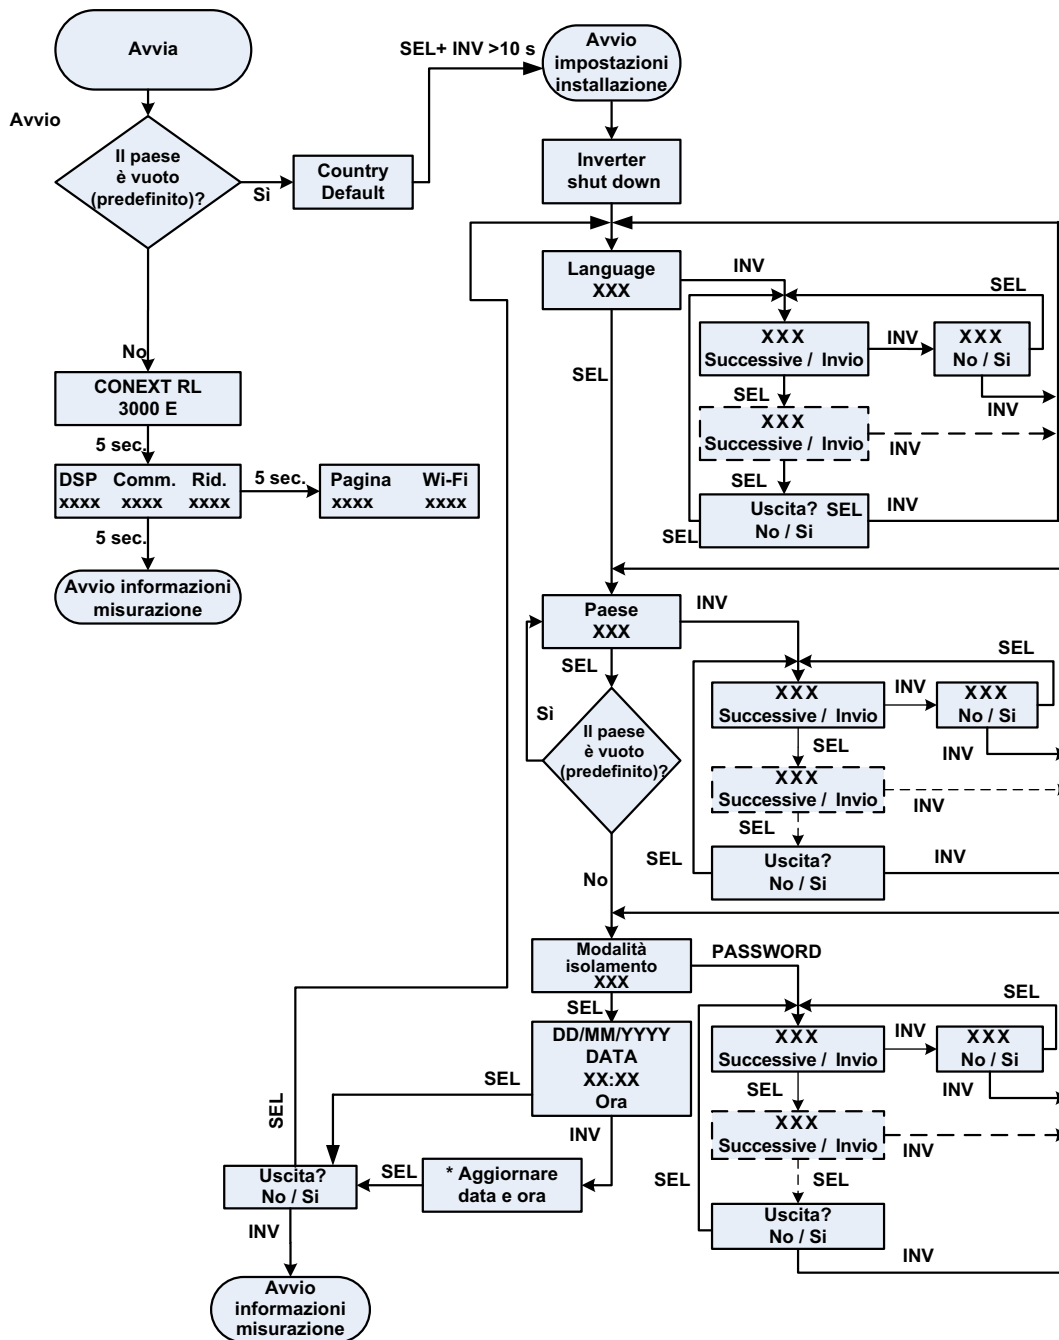 Avvia
Avvio
Il paese
è vuoto
(predefinito)?
Sì
Country
Default
SEL+ INV >10 s
Avvio
impostazioni
installazione
Inverter
shut down
No
CONEXT RL
3000 E
5 sec.
DSP Comm. Rid.
xxxx xxxx xxxx
5 sec.
Pagina Wi-Fi
xxxx xxxx
5 sec.
Avvio informazioni
misurazione
Language
XXX
INV
SEL
SEL
XXX
Successive / Invio
INV
XXX
No / Si
INV
SEL
XXX
Successive / Invio
INV
SEL
Uscita? SEL
No / Si
INV
SEL
Paese
XXX
INV
SEL
Sì
Il paese
è vuoto
(predefinito)?
No
SEL
XXX
Successive / Invio
INV
XXX
No / Si
INV
SEL
XXX
Successive / Invio
INV
SEL
Uscita?
No / Si
INV
SEL
Modalità
isolamento
XXX
PASSWORD
SEL
DD/MM/YYYY
DATA
XX:XX
Ora
SEL
INV
* Aggiornare
data e ora
SEL
Uscita?
No / Si
SEL
INV
Avvio
informazioni
misurazione
SEL
XXX
Successive / Invio
INV
XXX
No / Si
INV
SEL
XXX
Successive / Invio
INV
SEL
Uscita?
No / Si
SEL
INV